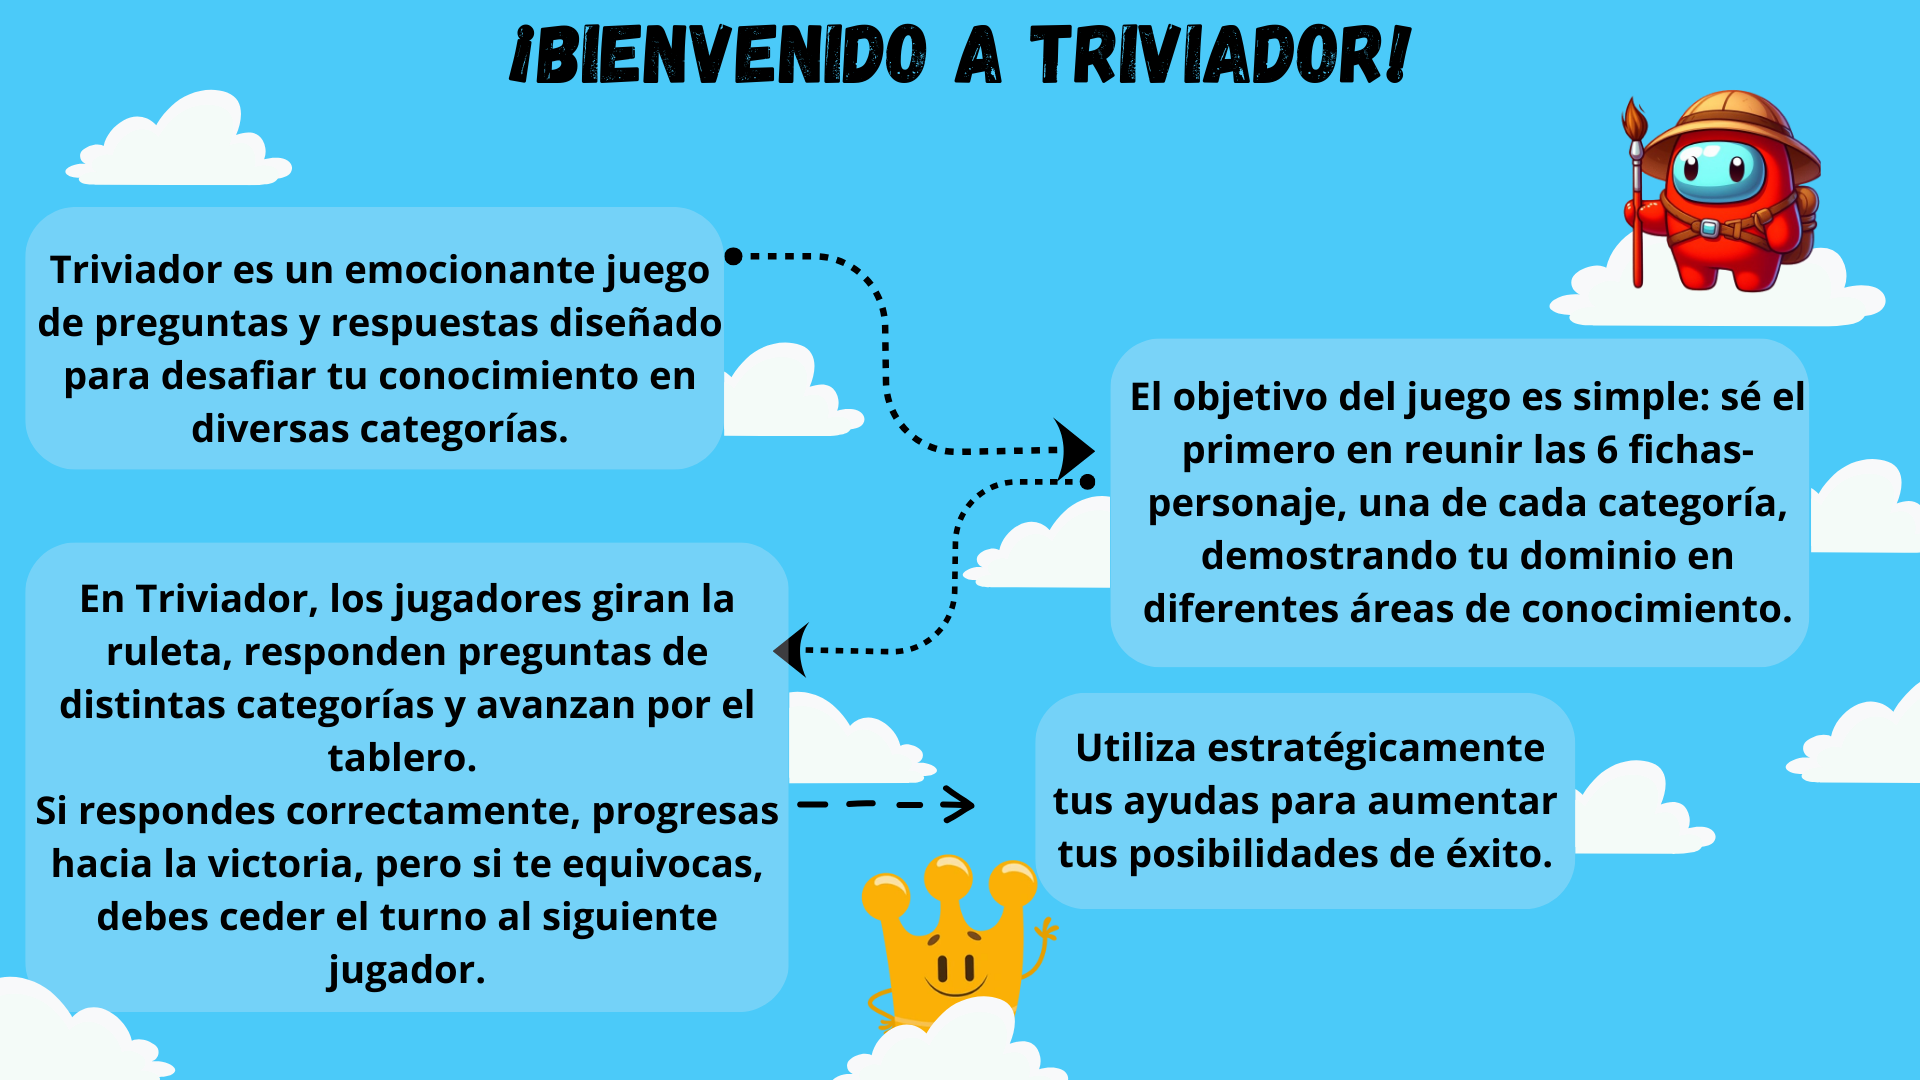 ¡BIENVENIDO A TRIVIADOR!
Triviador es un emocionante juego
de preguntas y respuestas diseñado
para desafiar tu conocimiento en
diversas categorías.
El objetivo del juego es simple: sé el
primero en reunir las 6 fichas-
personaje, una de cada categoría,
demostrando tu dominio en
diferentes áreas de conocimiento.
En Triviador, los jugadores giran la
ruleta, responden preguntas de
distintas categorías y avanzan por el
tablero.
Si respondes correctamente, progresas
hacia la victoria, pero si te equivocas,
debes ceder el turno al siguiente
jugador.
Utiliza estratégicamente
tus ayudas para aumentar
tus posibilidades de éxito.